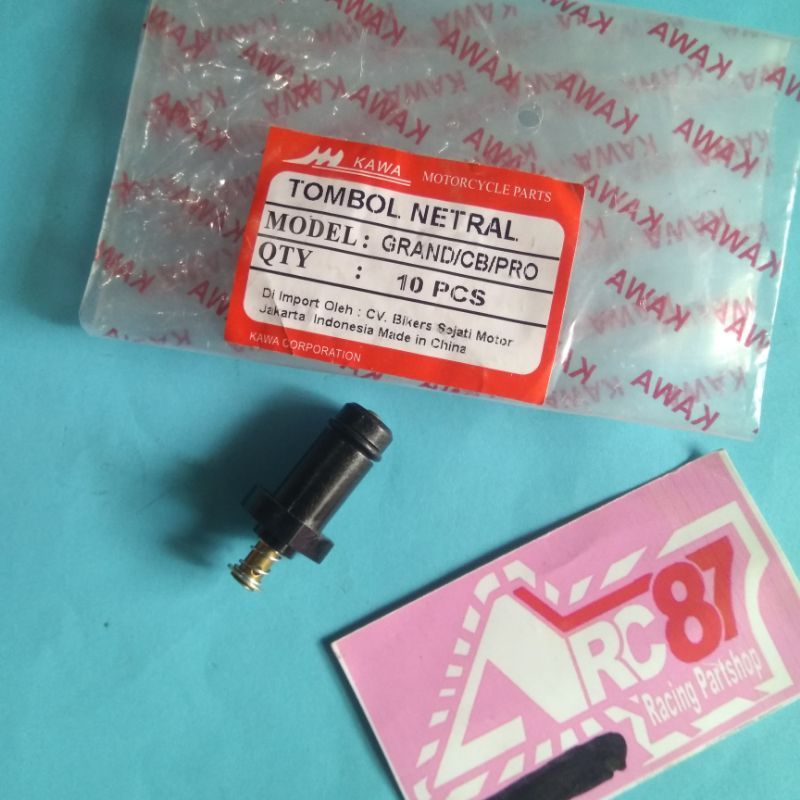 KAWA
MOTORCYCLE PARTS
TOMBOL NETRAL
MODEL : GRAND/CB/PRO
QTY : 10 PCS
Di Import Oleh : CV. Bikers Sejati Motor
Jakarta Indonesia Made in China
KAWA CORPORATION
ARC87
Racing Partshop